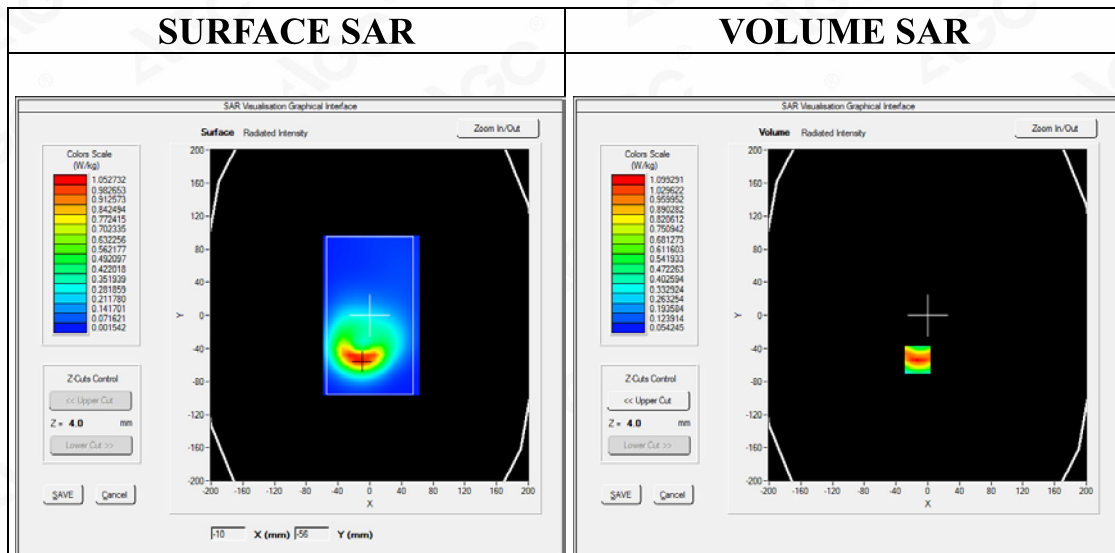 SURFACE SAR
VOLUME SAR
SAR Visualisation Graphical Interface
Surface Radiated Intensity
Zoom In/Out
Colors Scale
(W/kg)
1.052732
0.982653
0.912573
0.842494
0.772415
0.702335
0.632256
0.562177
0.492097
0.422018
0.351939
0.281859
0.211780
0.141701
0.071621
0.001542
Z-Cuts Control
<< Upper Cut
Z = 4.0 mm
Lower Cut >>
SAVE
Cancel
200
160
120
80
40
0
-40
-80
-120
-160
-200
Y
-200 -160 -120 -80 -40 0 40 80 120 160 200
X
-10 X (mm) -56 Y (mm)
SAR Visualisation Graphical Interface
Volume Radiated Intensity
Zoom In/Out
Colors Scale
(W/kg)
1.099291
1.029622
0.959952
0.890282
0.820612
0.750942
0.681273
0.611603
0.541933
0.472263
0.402594
0.332924
0.263254
0.193584
0.123914
0.054245
Z-Cuts Control
<< Upper Cut
Z = 4.0 mm
Lower Cut >>
SAVE
Cancel
200
160
120
80
40
0
-40
-80
-120
-160
-200
Y
-200 -160 -120 -80 -40 0 40 80 120 160 200
X